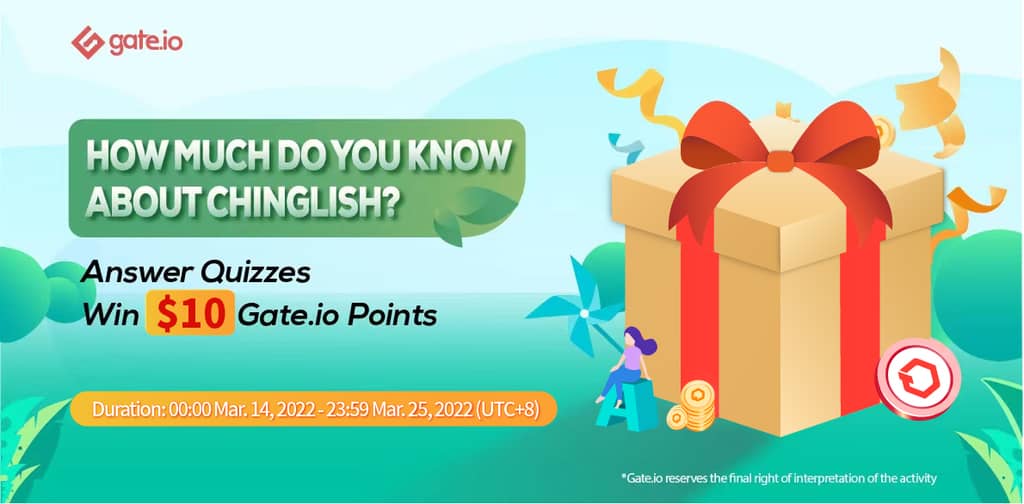 gate.io
HOW MUCH DO YOU KNOW
ABOUT CHINGLISH?
Answer Quizzes
Win $10 Gate.io Points
Duration: 00:00 Mar. 14, 2022 - 23:59 Mar. 25, 2022 (UTC+8)
*Gate.io reserves the final right of interpretation of the activity